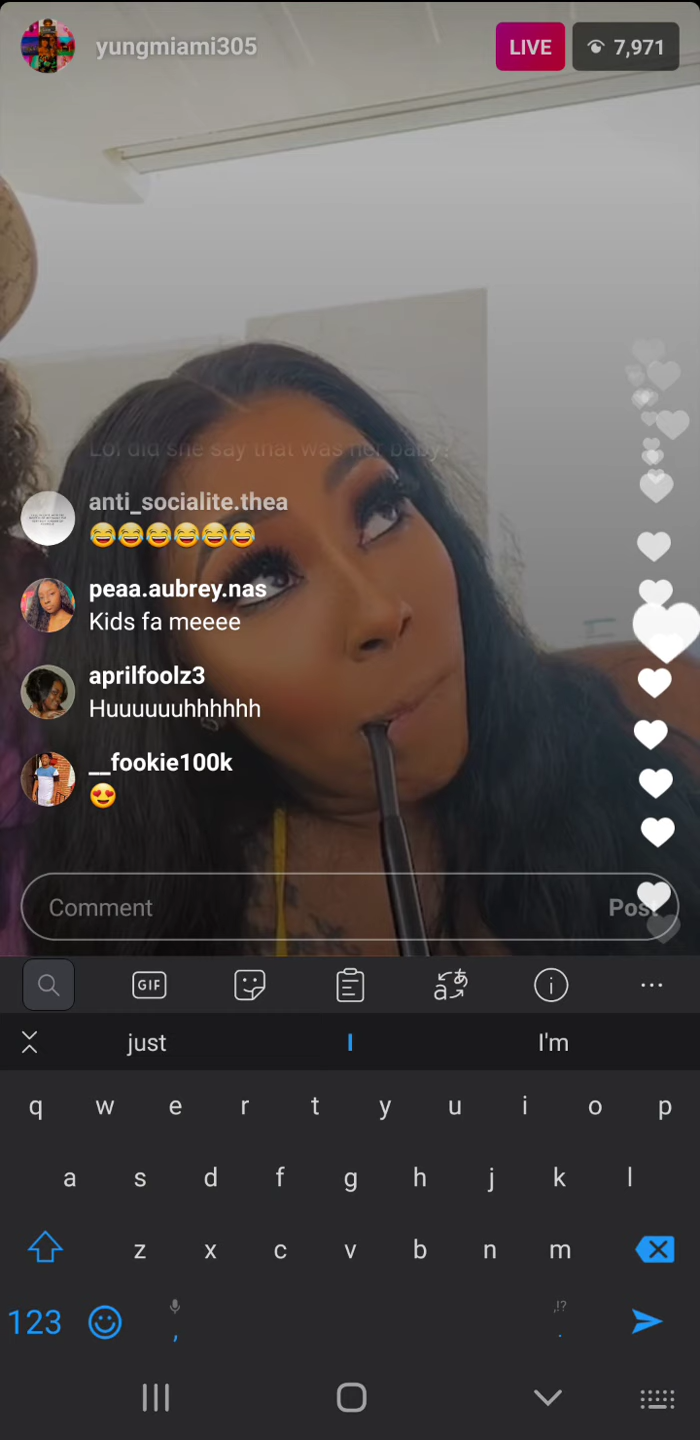 yungmiami305
LIVE
7,971
Lol did she say that was her baby?
anti_socialite.thea
😂😂😂😂😂😂
peaa.aubrey.nas
Kids fa meeee
aprilfoolz3
Huuuuuuhhhhhh
__fookie100k
😍
Comment
Post
GIF
just
I
I'm
q w e r t y u i o p
a s d f g h j k l
z x c v b n m
,!?
123 , .